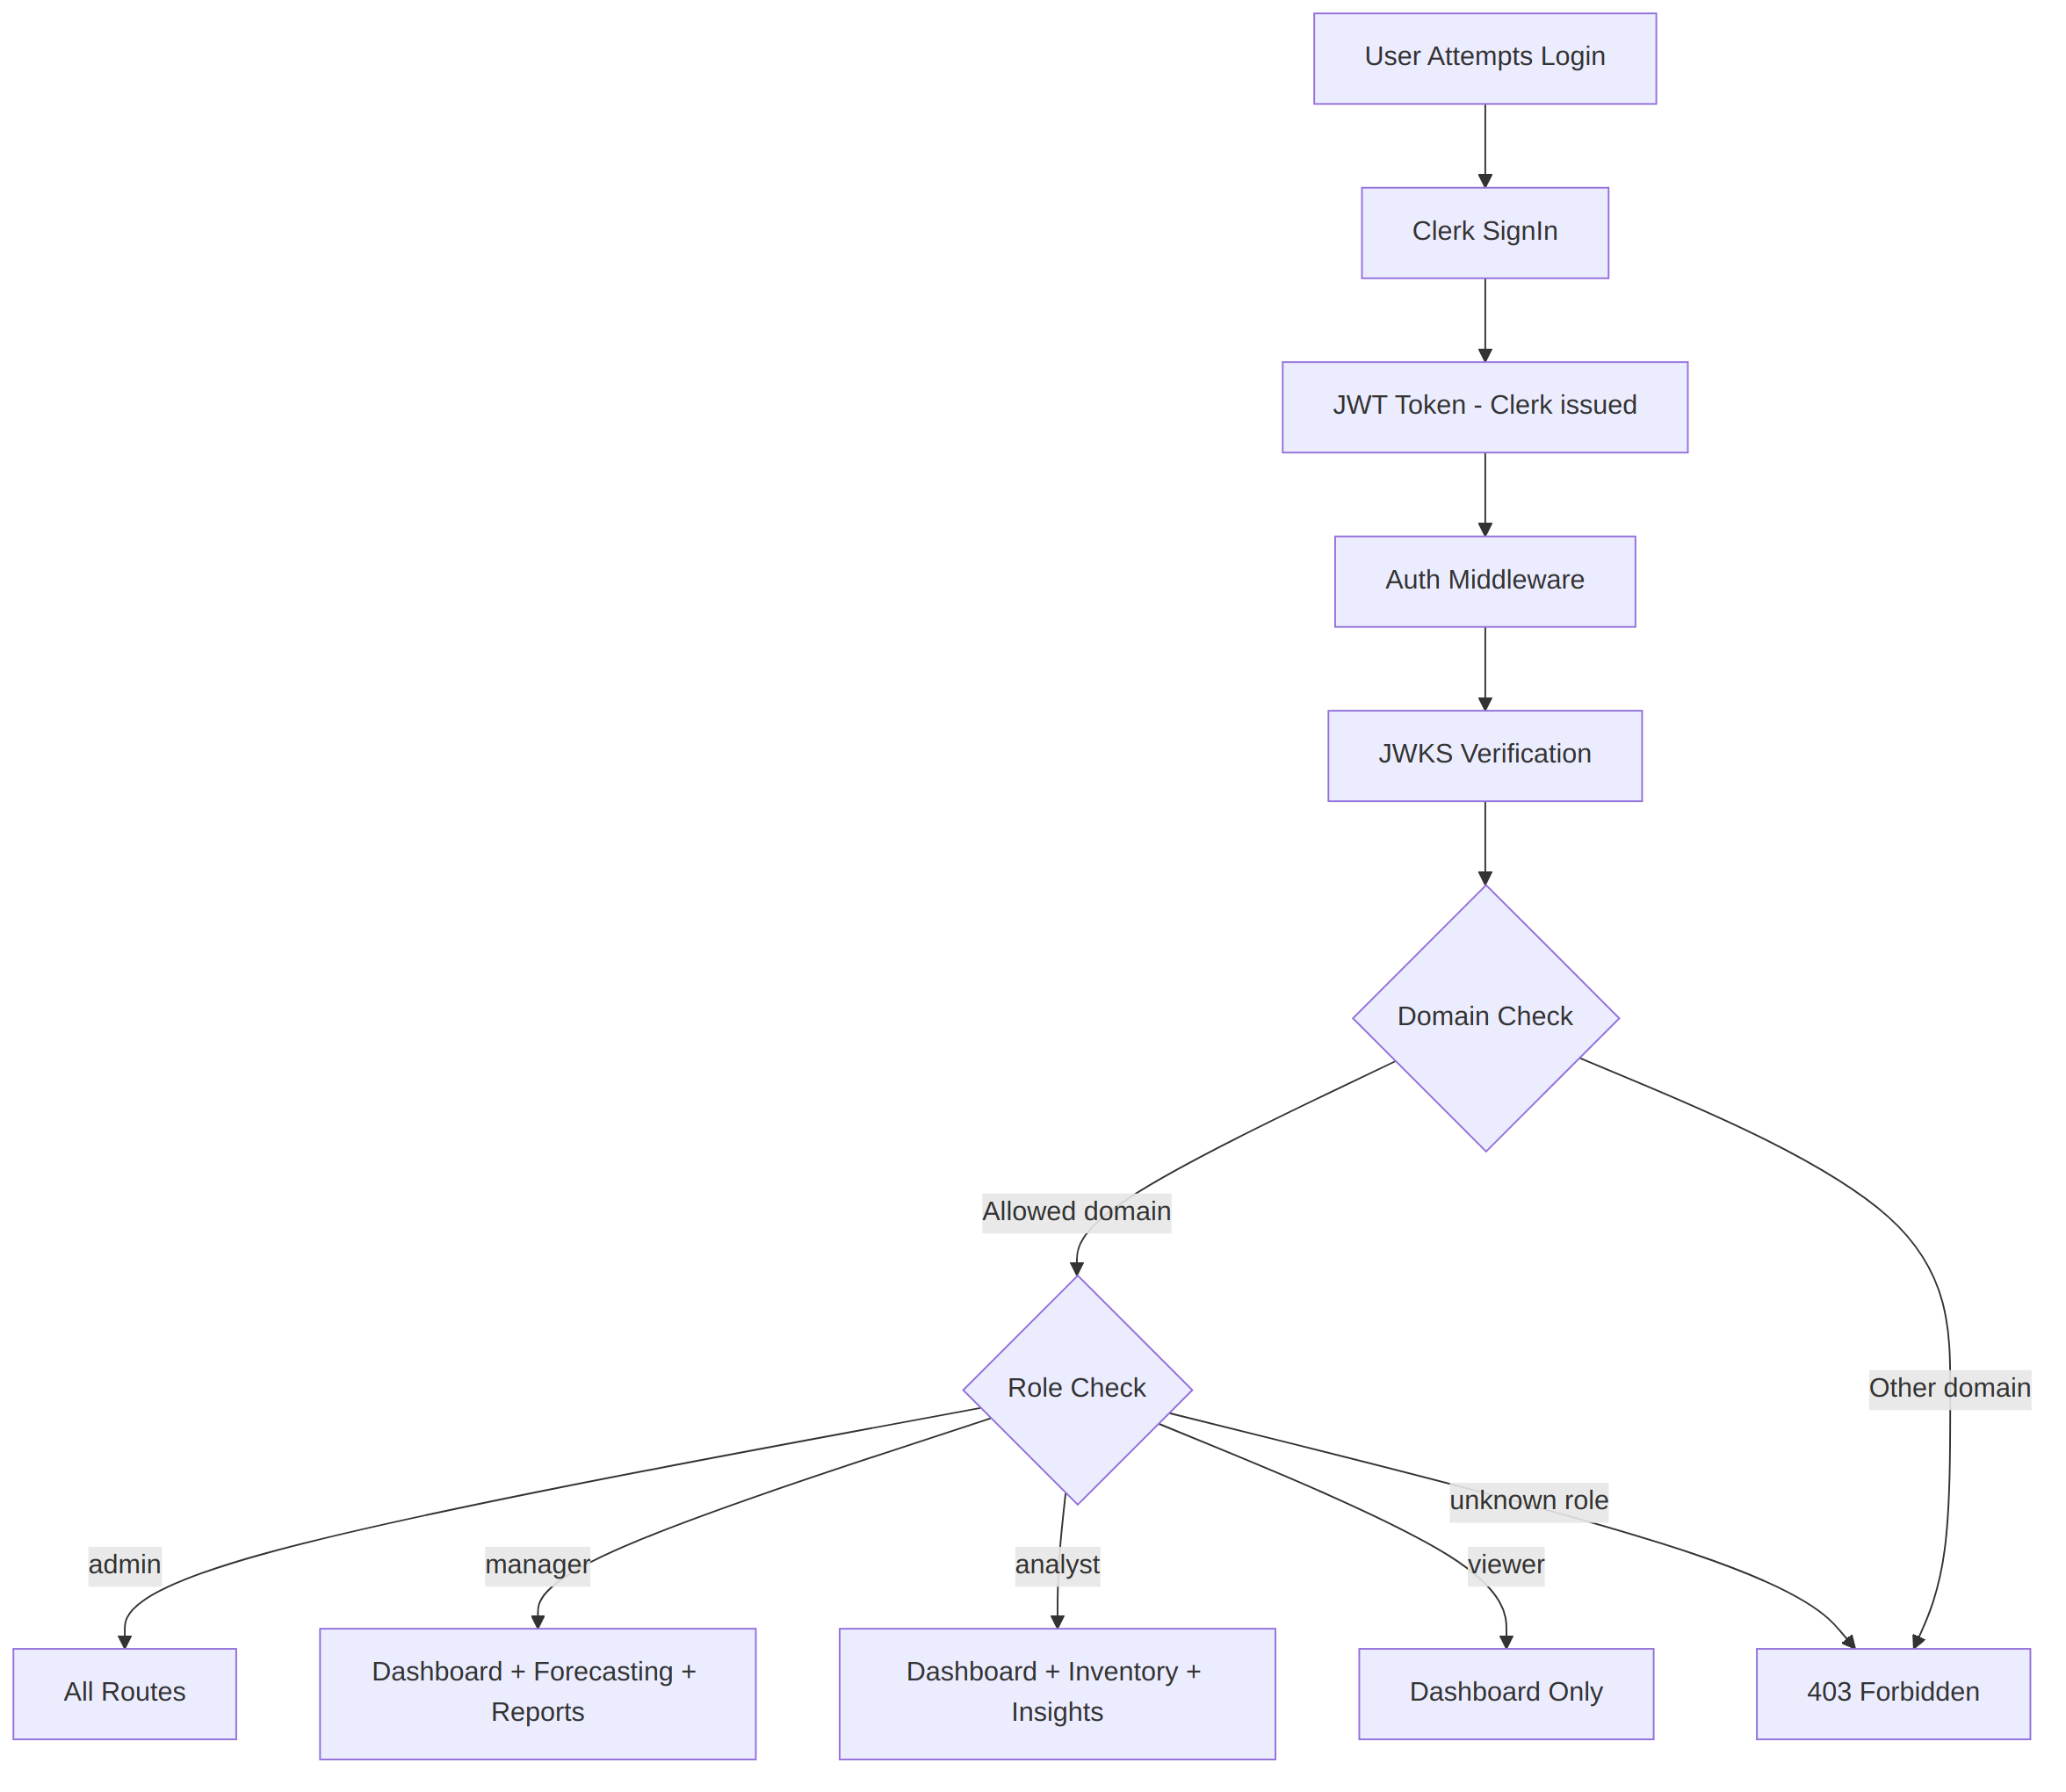 User Attempts Login
Clerk SignIn
JWT Token - Clerk issued
Auth Middleware
JWKS Verification
Domain Check
Allowed domain
Role Check
Other domain
unknown role
admin
manager
analyst
viewer
All Routes
Dashboard + Forecasting +
Reports
Dashboard + Inventory +
Insights
Dashboard Only
403 Forbidden